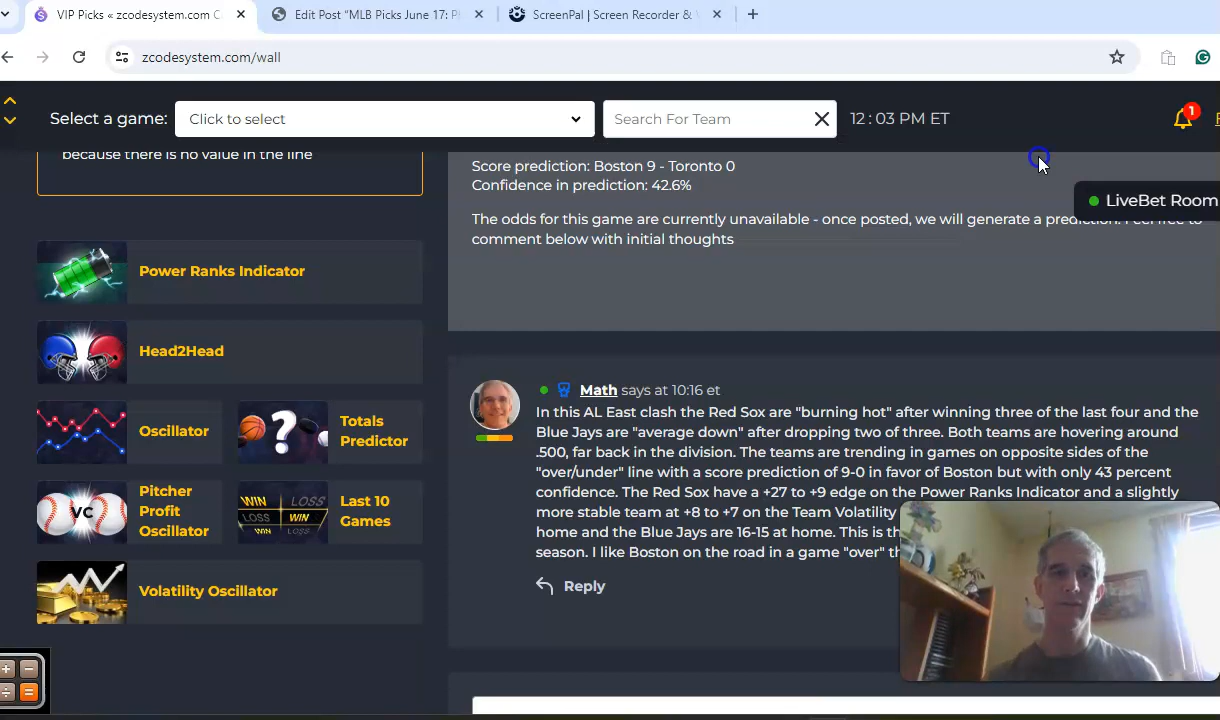 VIP Picks « zcodesystem.com C
Edit Post “MLB Picks June 17: Pl
ScreenPal | Screen Recorder &
zcodesystem.com/wall
Select a game:
Click to select
Search For Team
12 : 03 PM ET
1
because there is no value in the line
Score prediction: Boston 9 - Toronto 0
Confidence in prediction: 42.6%
LiveBet Room
The odds for this game are currently unavailable - once posted, we will generate a prediction. Feel free to
comment below with initial thoughts
Power Ranks Indicator
Head2Head
Oscillator
Totals
Predictor
Pitcher
Profit
Oscillator
VC
WIN LOSS
LOSS WIN
WIN LOSS
Last 10
Games
Volatility Oscillator
Math says at 10:16 et
In this AL East clash the Red Sox are "burning hot" after winning three of the last four and the
Blue Jays are "average down" after dropping two of three. Both teams are hovering around
.500, far back in the division. The teams are trending in games on opposite sides of the
"over/under" line with a score prediction of 9-0 in favor of Boston but with only 43 percent
confidence. The Red Sox have a +27 to +9 edge on the Power Ranks Indicator and a slightly
more stable team at +8 to +7 on the Team Volatility
home and the Blue Jays are 16-15 at home. This is th
season. I like Boston on the road in a game "over" th
Reply